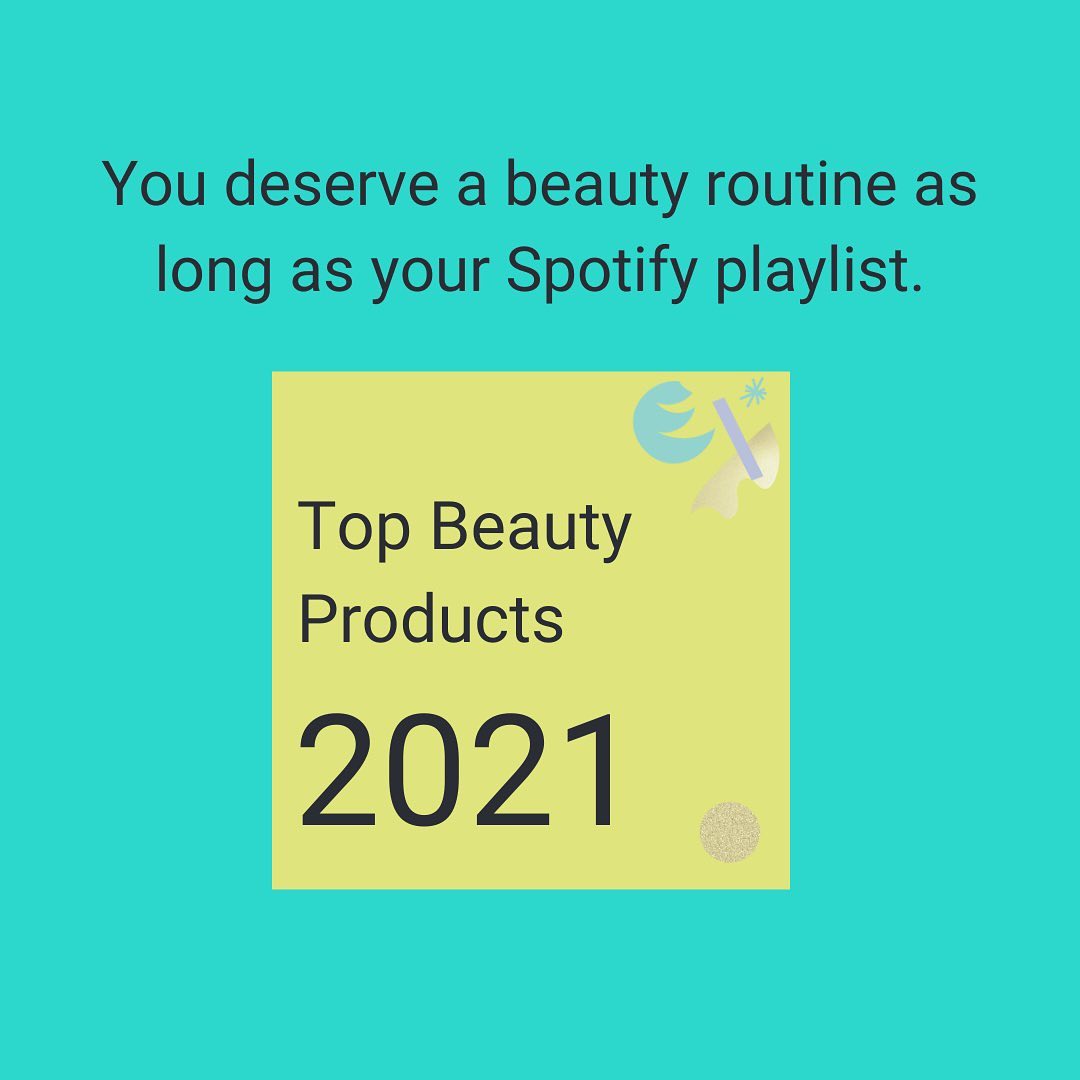 You deserve a beauty routine as
long as your Spotify playlist.
Top Beauty
Products
2021